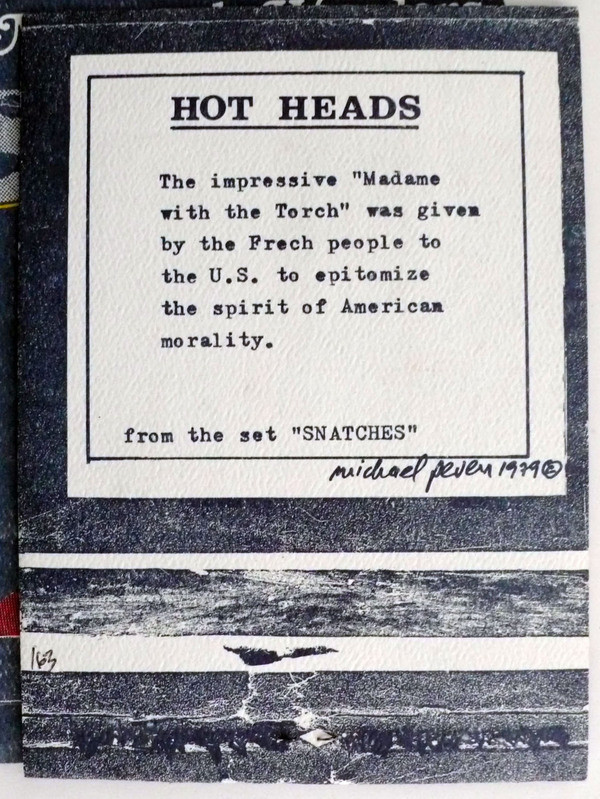 HOT HEADS
The impressive "Madame
with the Torch" was given
by the Frech people to
the U.S. to epitomize
the spirit of American
morality.
from the set "SNATCHES"
michael peven 1979 ©
163